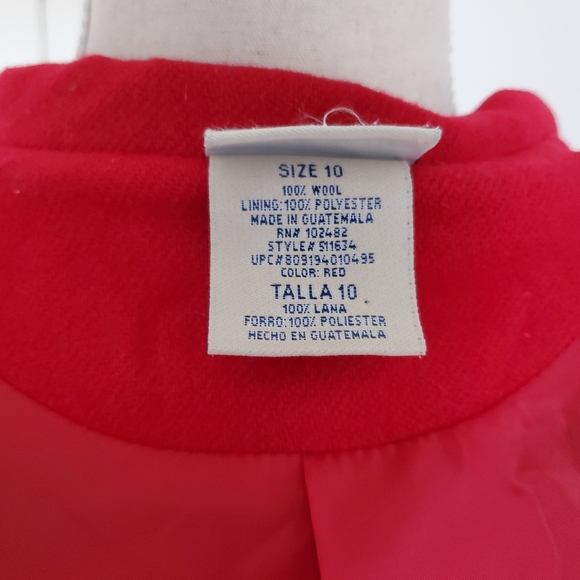 SIZE 10
100% WOOL
LINING:100% POLYESTER
MADE IN GUATEMALA
RN# 102482
STYLE# 511634
UPC#809194010495
COLOR: RED
TALLA 10
100% LANA
FORRO:100% POLIESTER
HECHO EN GUATEMALA